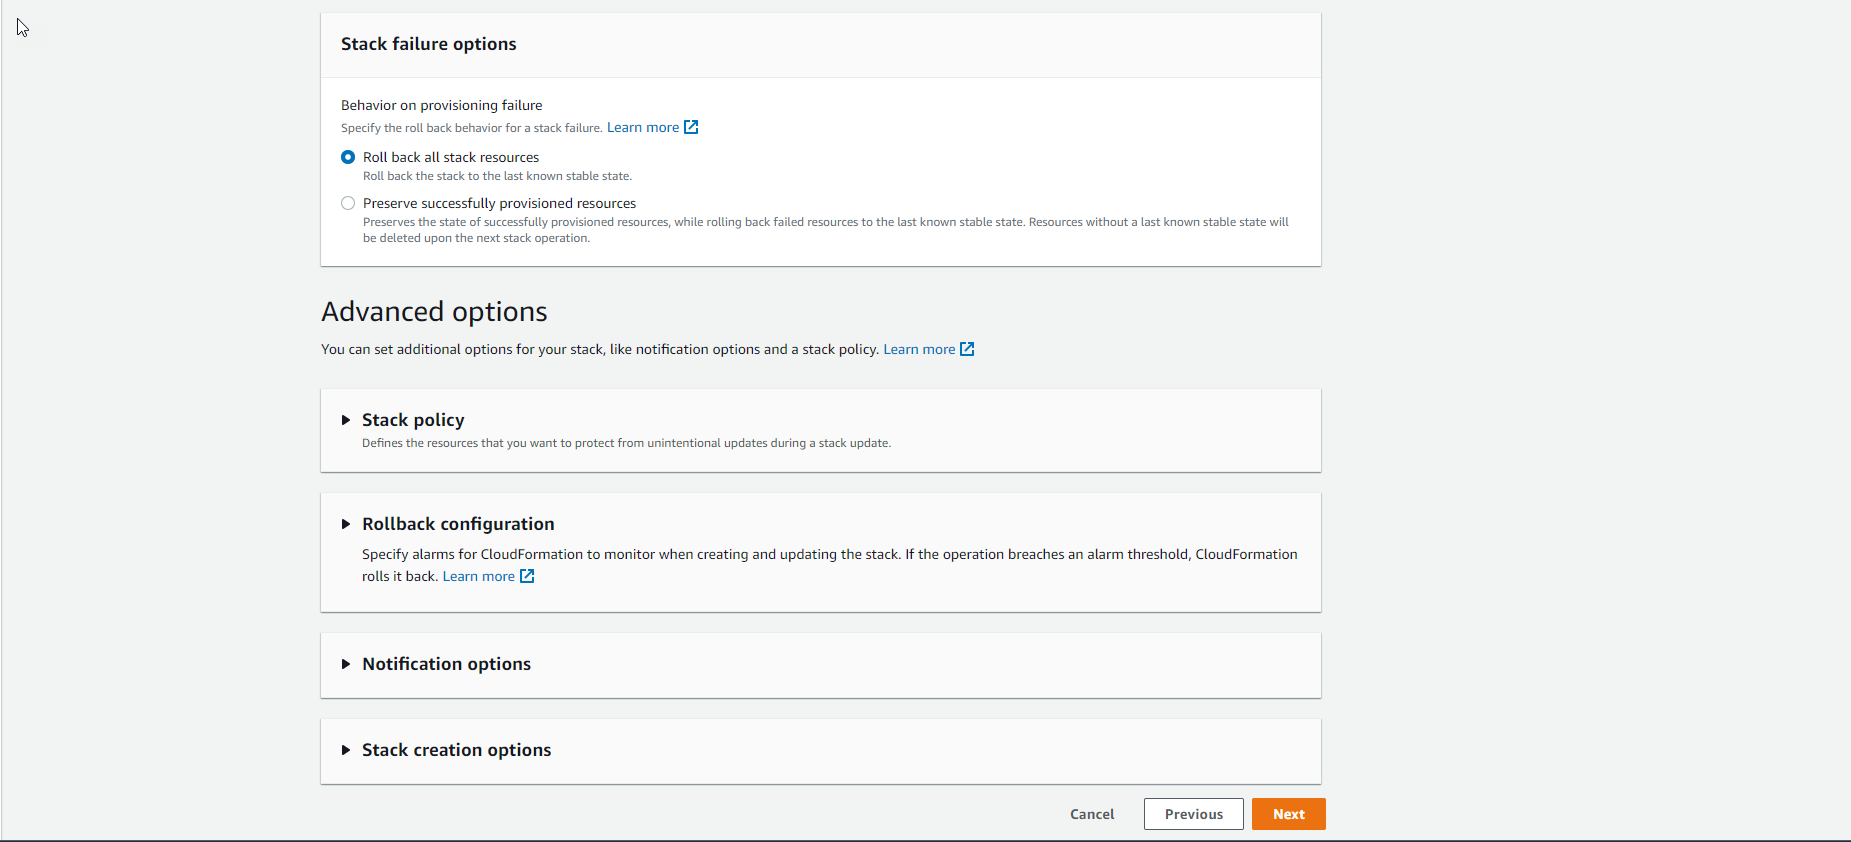 Stack failure options
Behavior on provisioning failure
Specify the roll back behavior for a stack failure. Learn more
Roll back all stack resources
Roll back the stack to the last known stable state.
Preserve successfully provisioned resources
Preserves the state of successfully provisioned resources, while rolling back failed resources to the last known stable state. Resources without a last known stable state will
be deleted upon the next stack operation.
Advanced options
You can set additional options for your stack, like notification options and a stack policy. Learn more
Stack policy
Defines the resources that you want to protect from unintentional updates during a stack update.
Rollback configuration
Specify alarms for CloudFormation to monitor when creating and updating the stack. If the operation breaches an alarm threshold, CloudFormation
rolls it back. Learn more
Notification options
Stack creation options
Cancel Previous Next